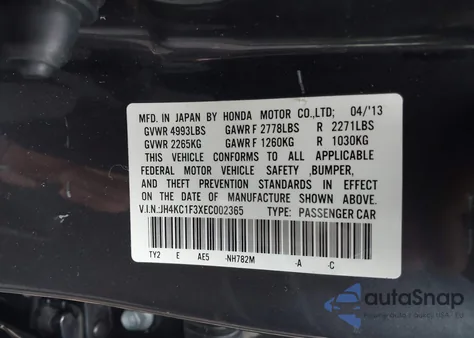 MFD. IN JAPAN BY HONDA MOTOR CO.,LTD; 04/'13
GVWR 4993LBS GAWR F 2778LBS R 2271LBS
GVWR 2265KG GAWR F 1260KG R 1030KG
THIS VEHICLE CONFORMS TO ALL APPLICABLE
FEDERAL MOTOR VEHICLE SAFETY ,BUMPER,
AND THEFT PREVENTION STANDARDS IN EFFECT
ON THE DATE OF MANUFACTURE SHOWN ABOVE.
V.I.N.:JH4KC1F3XEC002365 TYPE: PASSENGER CAR
TY2 E AE5 -NH782M -A -C
autaSnap